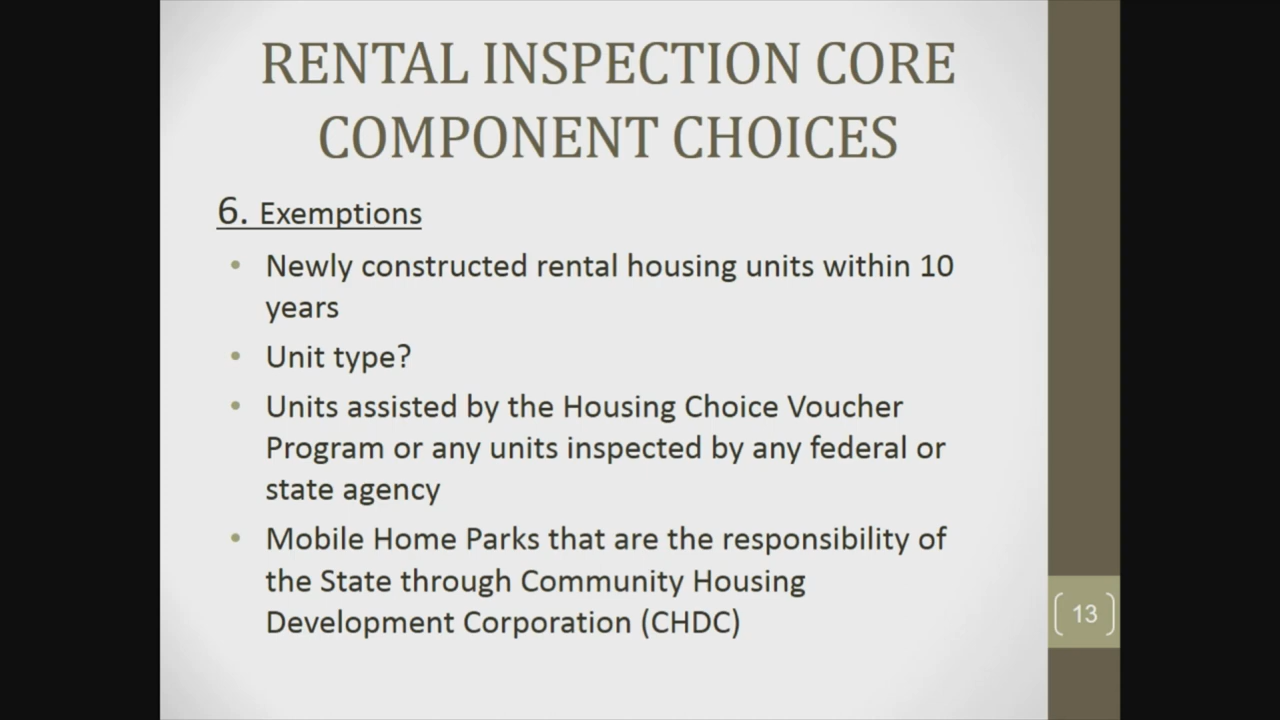 RENTAL INSPECTION CORE
COMPONENT CHOICES
6. Exemptions
• Newly constructed rental housing units within 10
years
• Unit type?
• Units assisted by the Housing Choice Voucher
Program or any units inspected by any federal or
state agency
• Mobile Home Parks that are the responsibility of
the State through Community Housing
Development Corporation (CHDC)
13